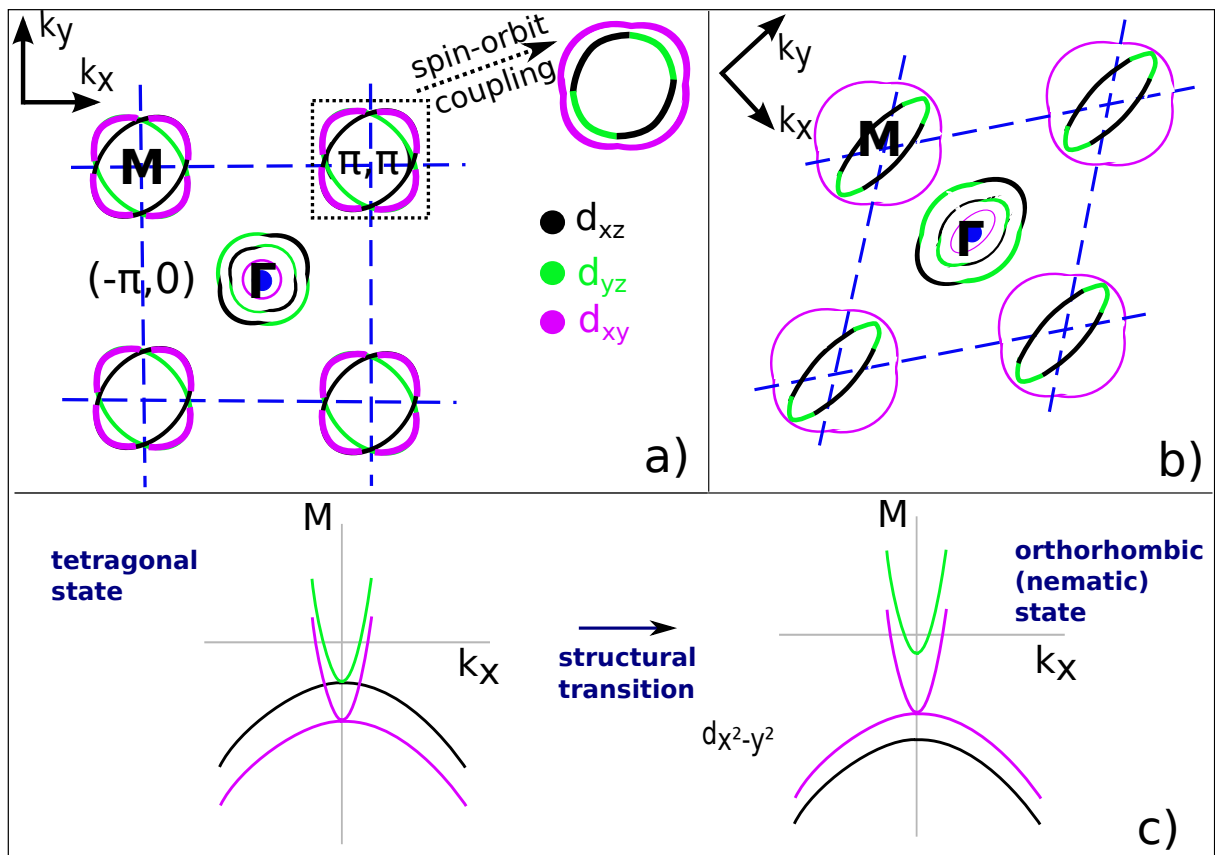 ky
kx
spin-orbit
coupling
M
π,π
(-π,0)
Γ
dxz
dyz
dxy
a)
ky
kx
M
Γ
b)
M
tetragonal
state
kx
structural
transition
M
orthorhombic
(nematic)
state
kx
dx²-y²
c)